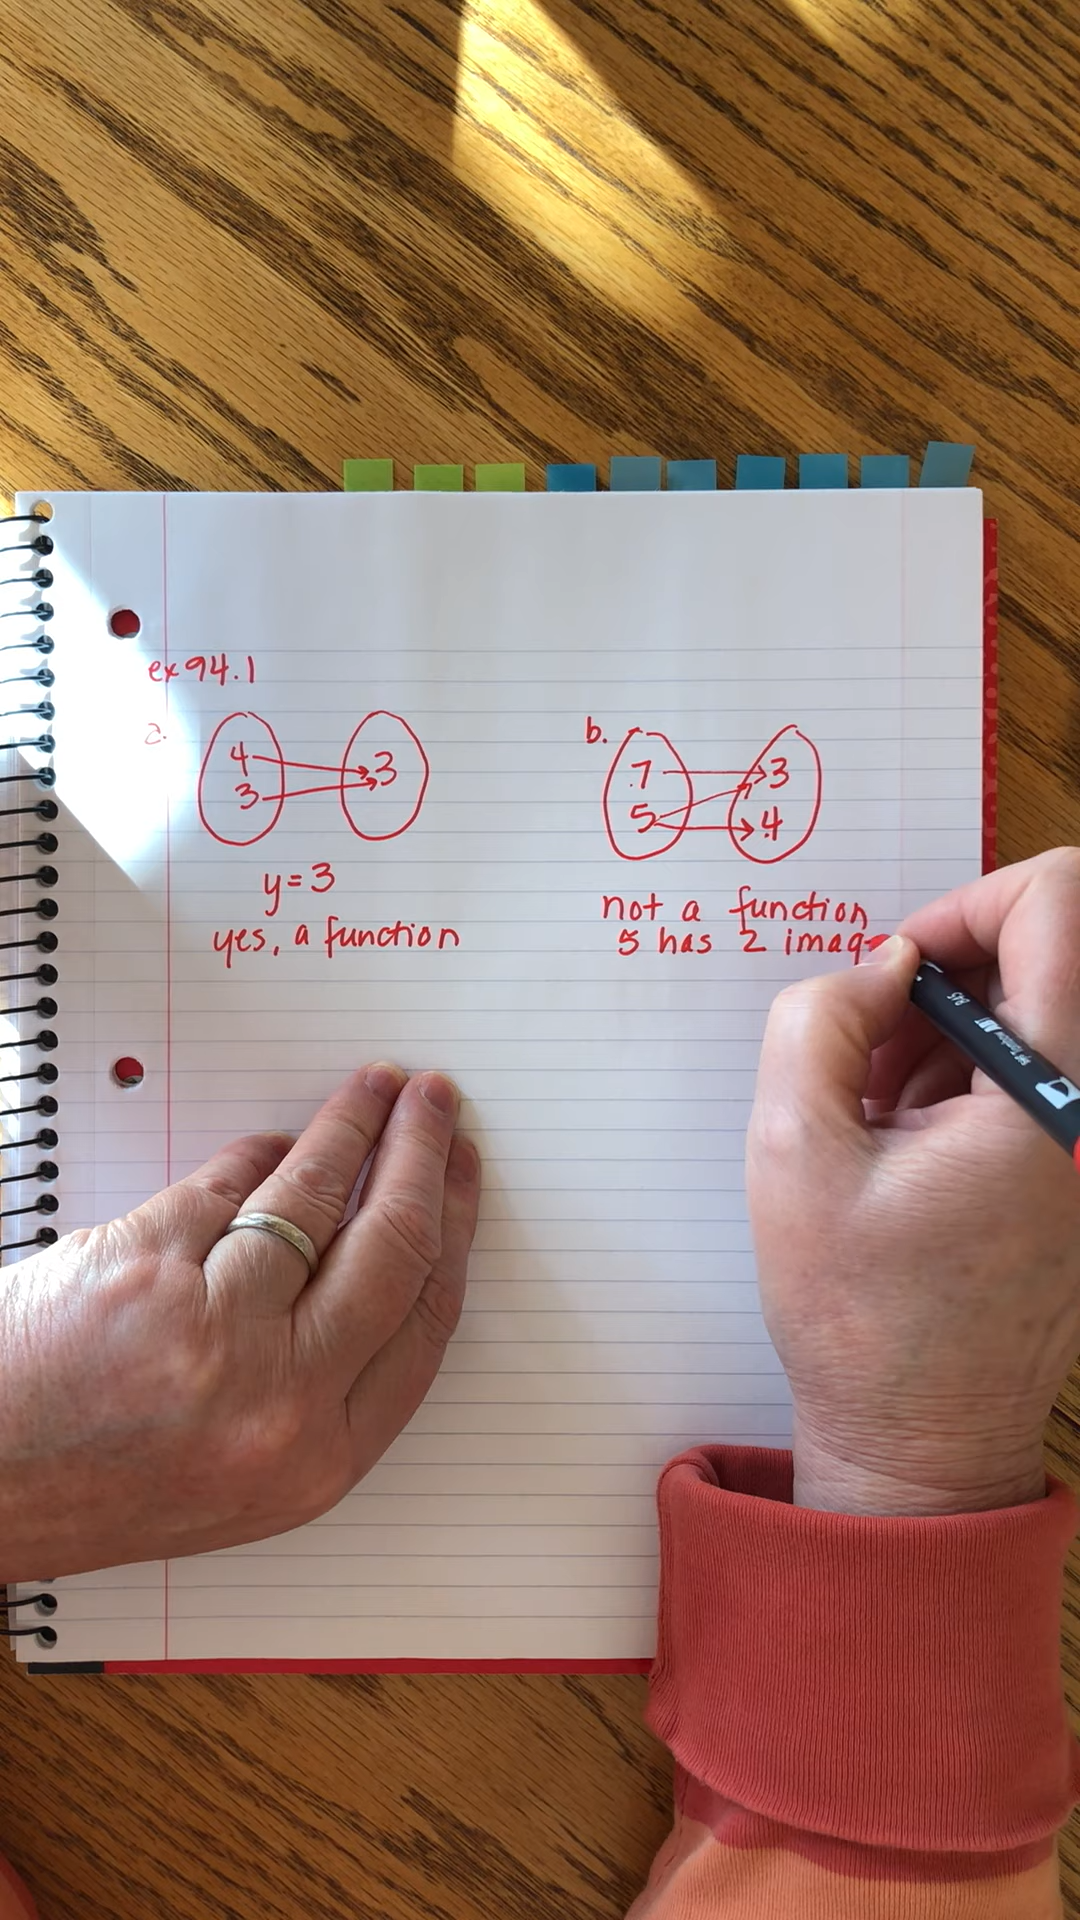 ex 94.1
a.
4
3
3
y=3
yes, a function
b.
7
5
3
4
not a function
5 has 2 imag